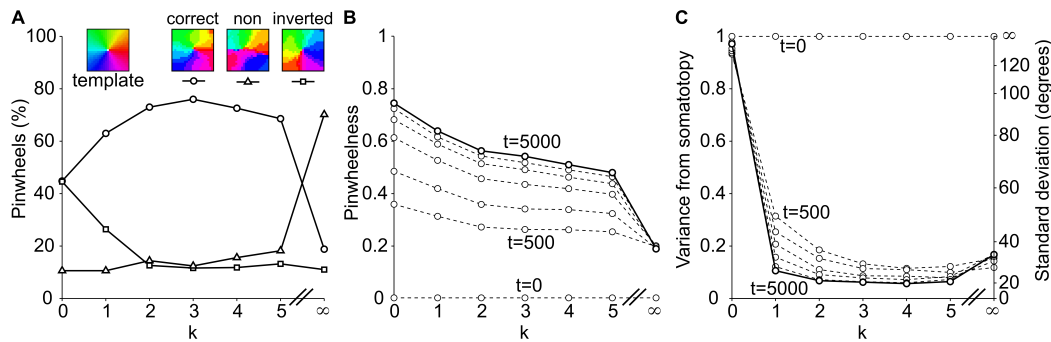 A
correct non inverted
template
Pinwheels (%)
100
80
60
40
20
0
0 1 2 3 4 5 ∞
k
B
Pinwheelness
1
0.8
0.6
0.4
0.2
0
t=5000
t=500
t=0
0 1 2 3 4 5 ∞
k
C
Variance from somatotopy
1
0.8
0.6
0.4
0.2
0
t=0
t=500
t=5000
0 1 2 3 4 5 ∞
k
∞
120
100
80
60
40
20
0
Standard deviation (degrees)